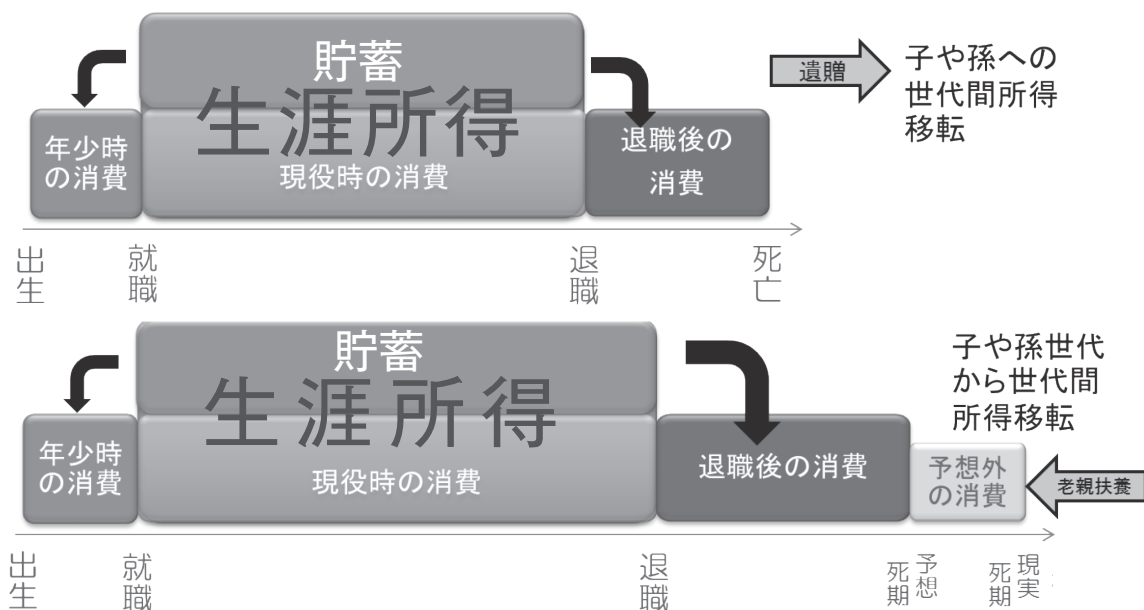 貯蓄
生涯所得
年少時
の消費
現役時の消費
退職後の
消費
遺贈
子や孫への
世代間所得
移転
出生
就職
退職
死亡
貯蓄
生涯所得
年少時
の消費
現役時の消費
退職後の消費
予想外
の消費
子や孫世代
から世代間
所得移転
老親扶養
出生
就職
退職
予想
死期
現実
死期